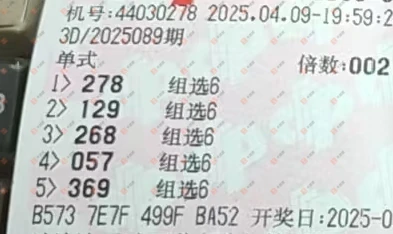 机号:44030278 2025.04.09-19:59:2
3D/2025089期
单式 倍数:002
1> 278 组选6
2> 129 组选6
3> 268 组选6
4> 057 组选6
5> 369 组选6
B573 7E7F 499F BA52 开奖日:2025-0